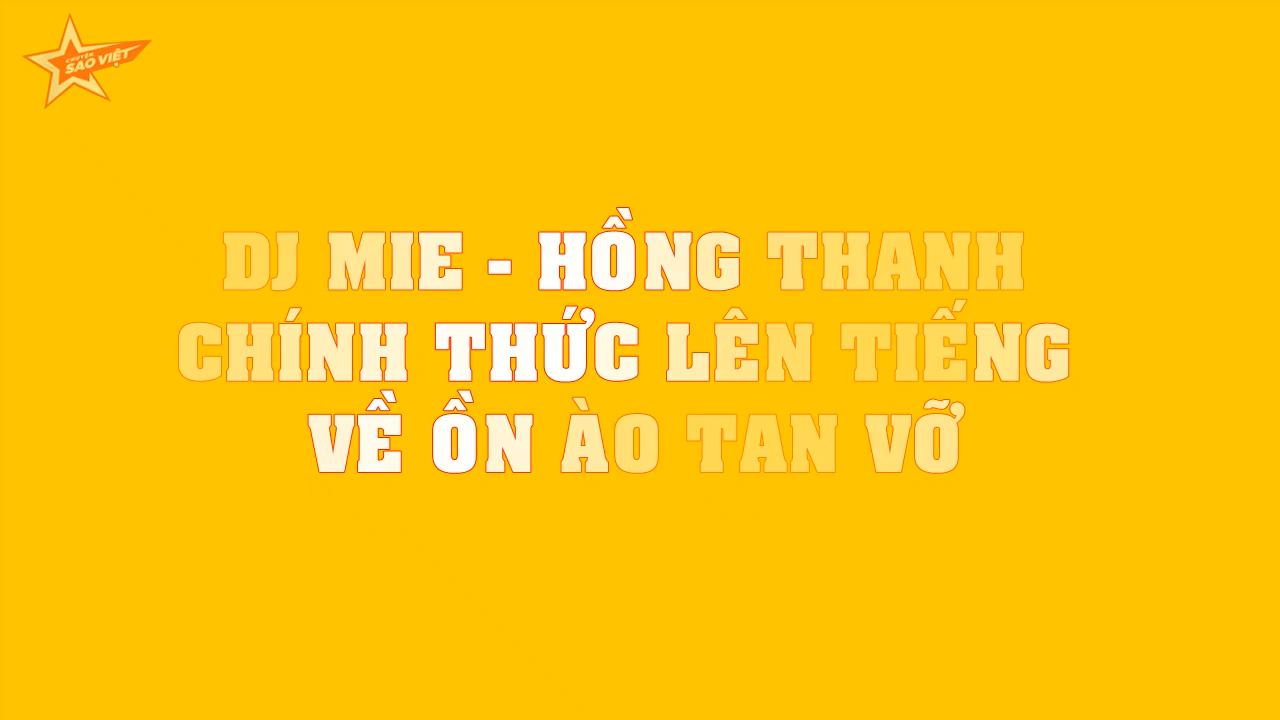 CHUYỆN
SAO VIỆT
DJ MIE - HỒNG THANH
CHÍNH THỨC LÊN TIẾNG
VỀ ỒN ÀO TAN VỠ